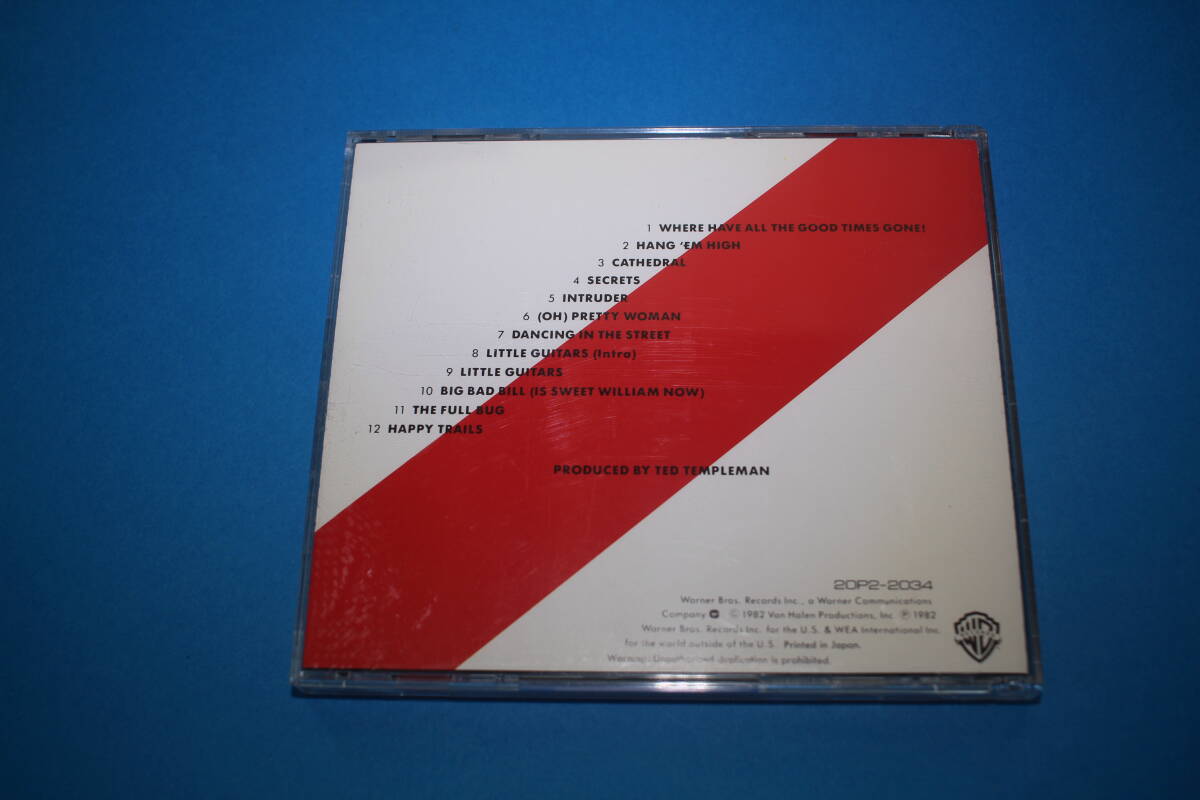 1 WHERE HAVE ALL THE GOOD TIMES GONE!
2 HANG 'EM HIGH
3 CATHEDRAL
4 SECRETS
5 INTRUDER
6 (OH) PRETTY WOMAN
7 DANCING IN THE STREET
8 LITTLE GUITARS (Intro)
9 LITTLE GUITARS
10 BIG BAD BILL (IS SWEET WILLIAM NOW)
11 THE FULL BUG
12 HAPPY TRAILS
PRODUCED BY TED TEMPLEMAN
20P2-2034
Warner Bros. Records Inc., a Warner Communications
Company © 1982 Van Halen Productions, Inc ℗ 1982
Warner Bros. Records Inc. for the U.S. & WEA International Inc.
for the world outside of the U.S. Printed in Japan.
Warning: Unauthorized duplication is prohibited.